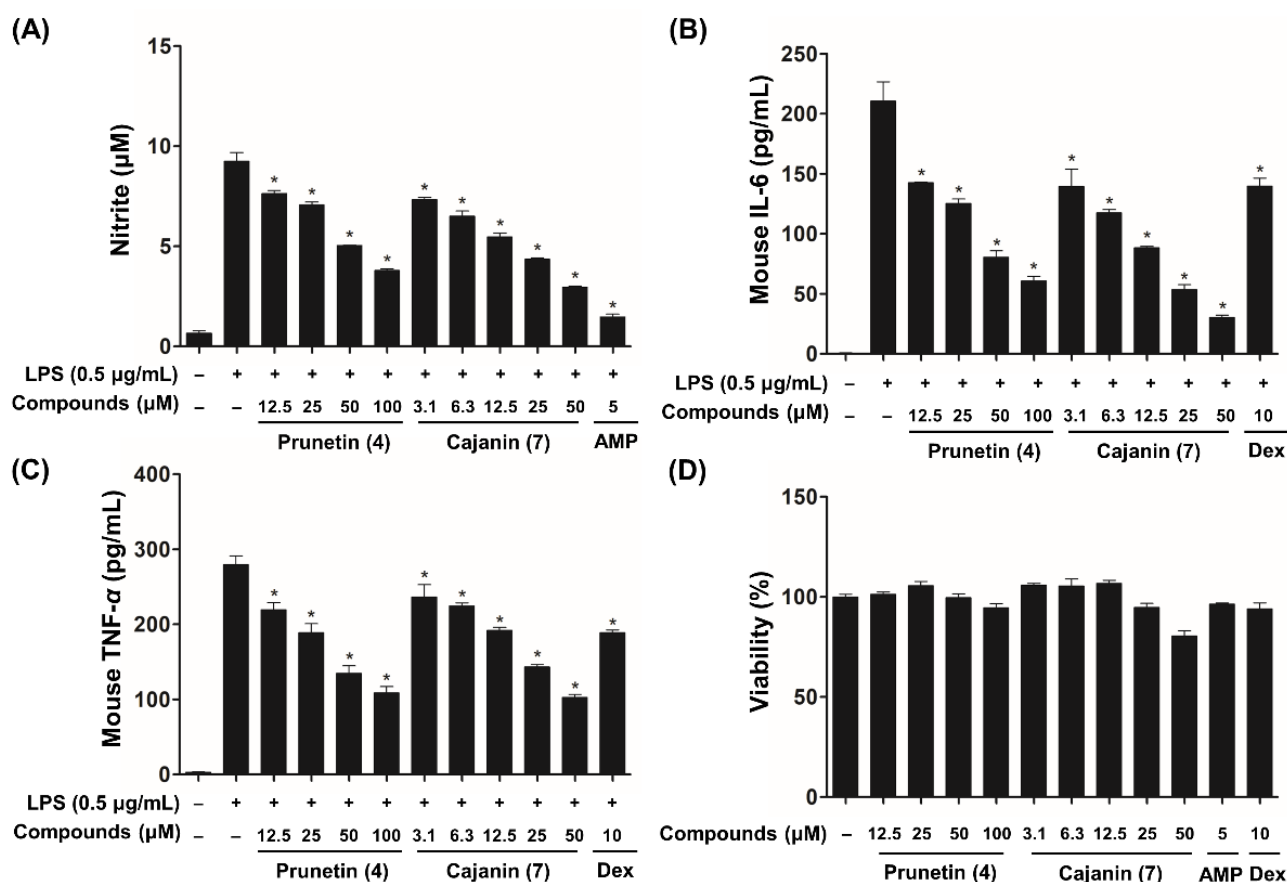 (A)
15
10
5
0
Nitrite (µM)
* * * * * * * * * *
LPS (0.5 µg/mL) – + + + + + + + + + + +
Compounds (µM) – – 12.5 25 50 100 3.1 6.3 12.5 25 50 5
Prunetin (4) Cajanin (7) AMP
(B)
250
200
150
100
50
0
Mouse IL-6 (pg/mL)
* * * * * * * * * *
LPS (0.5 µg/mL) – + + + + + + + + + + +
Compounds (µM) – – 12.5 25 50 100 3.1 6.3 12.5 25 50 10
Prunetin (4) Cajanin (7) Dex
(C)
400
300
200
100
0
Mouse TNF-α (pg/mL)
* * * * * * * * * *
LPS (0.5 µg/mL) – + + + + + + + + + + +
Compounds (µM) – – 12.5 25 50 100 3.1 6.3 12.5 25 50 10
Prunetin (4) Cajanin (7) Dex
(D)
150
100
50
0
Viability (%)
Compounds (µM) – 12.5 25 50 100 3.1 6.3 12.5 25 50 5 10
Prunetin (4) Cajanin (7) AMP Dex